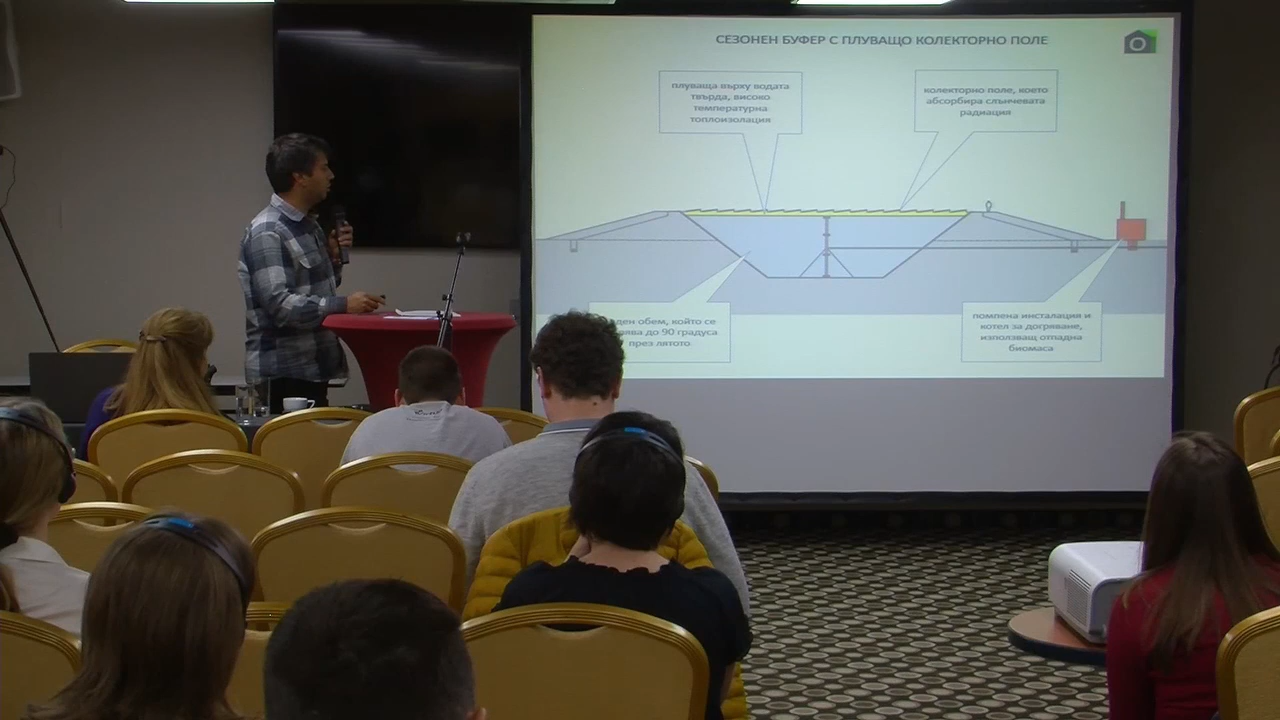 СЕЗОНЕН БУФЕР С ПЛУВАЩО КОЛЕКТОРНО ПОЛЕ
плуваща върху водата
твърда, високо
температурна
топлоизолация
колекторно поле, което
абсорбира слънчевата
радиация
обем, който се
до 90 градуса
през лятото
помпена инсталация и
котел за догряване,
използващ отпадна
биомаса